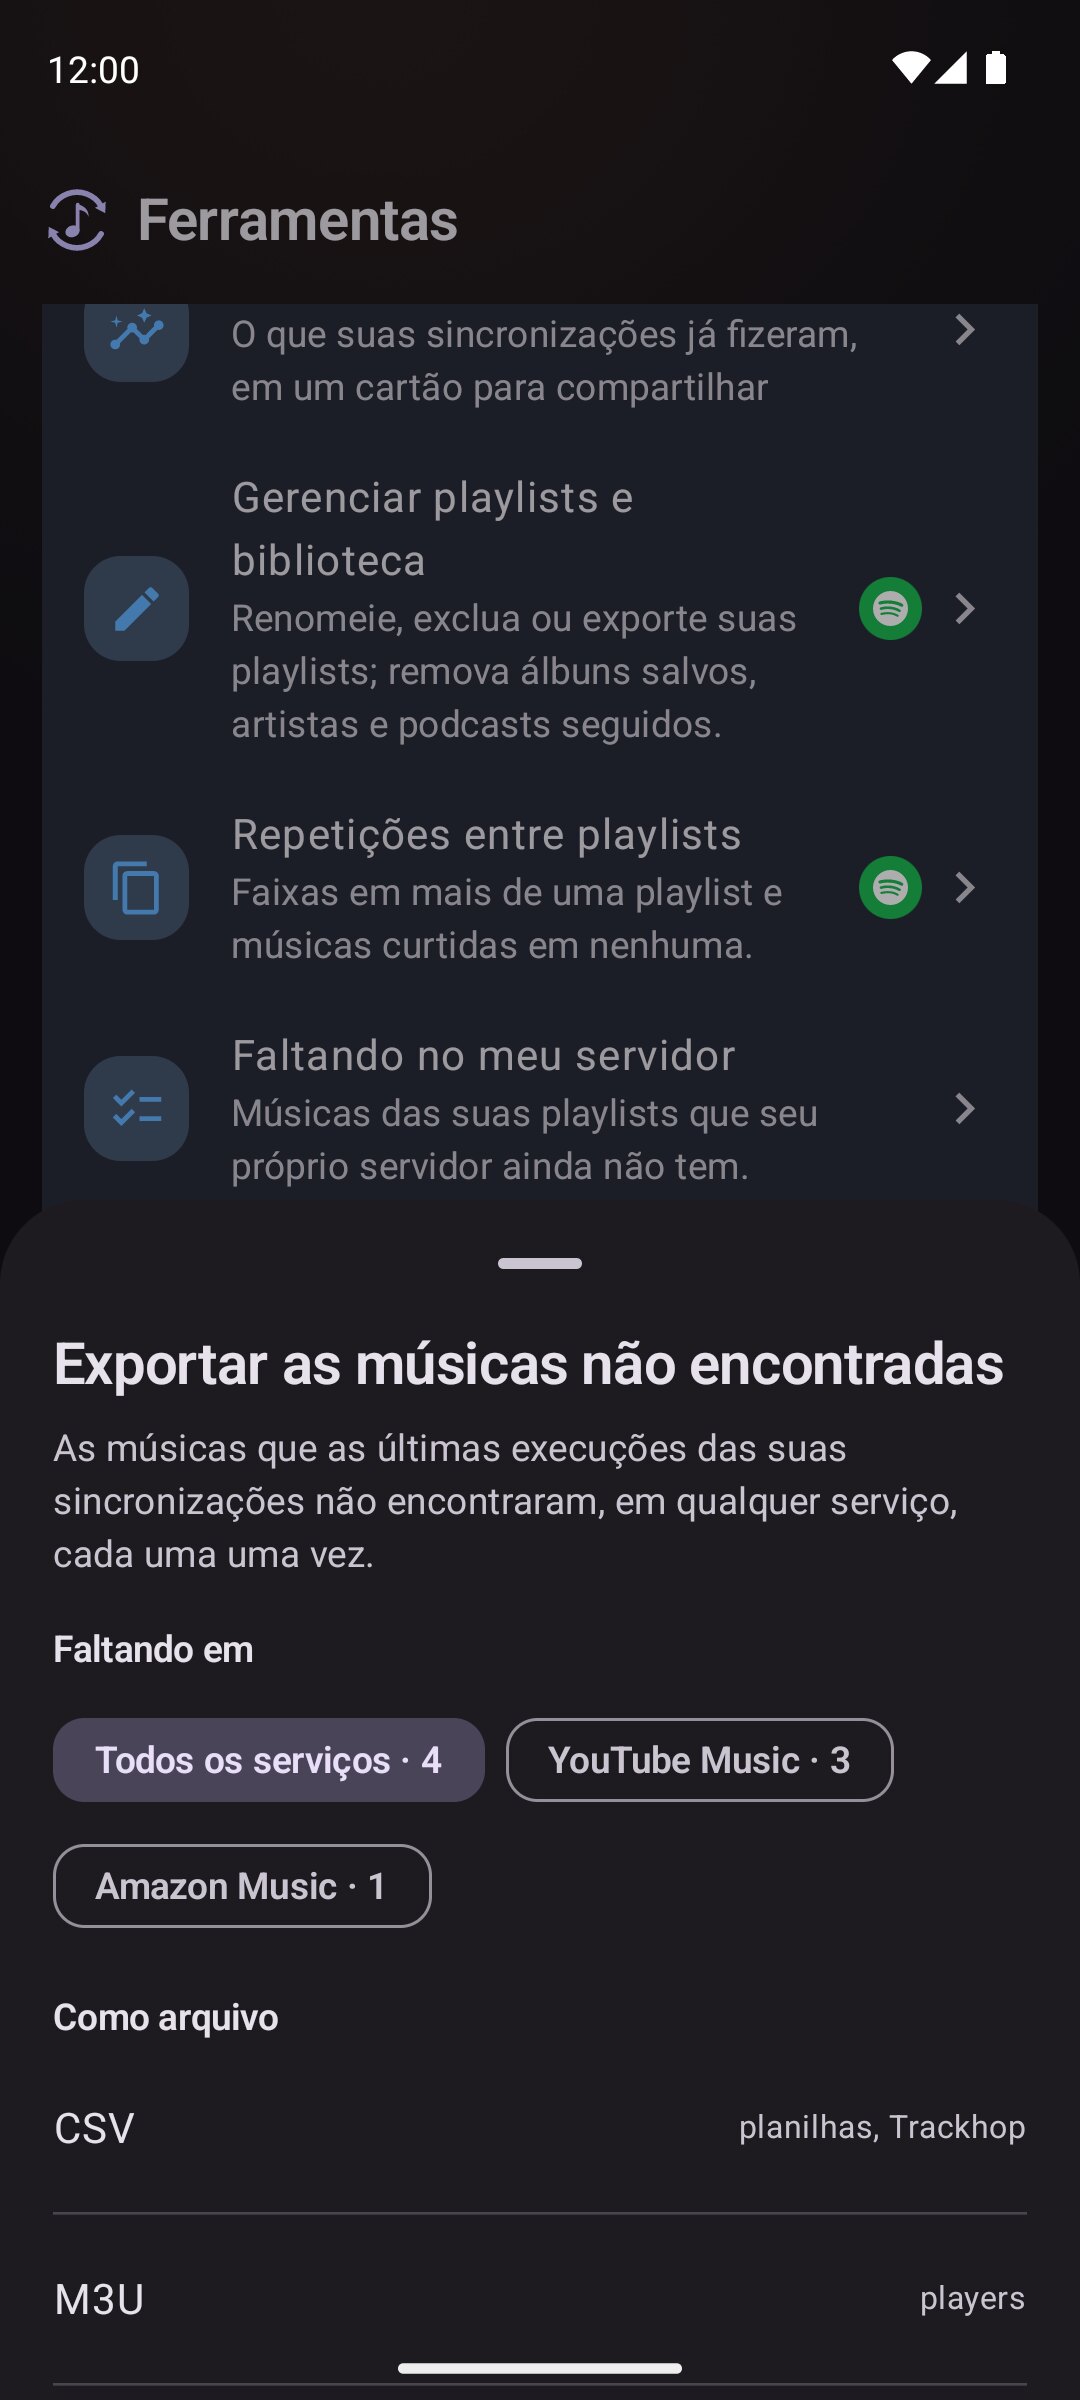 12:00
Ferramentas
O que suas sincronizações já fizeram,
em um cartão para compartilhar
Gerenciar playlists e
biblioteca
Renomeie, exclua ou exporte suas
playlists; remova álbuns salvos,
artistas e podcasts seguidos.
Repetições entre playlists
Faixas em mais de uma playlist e
músicas curtidas em nenhuma.
Faltando no meu servidor
Músicas das suas playlists que seu
próprio servidor ainda não tem.
Exportar as músicas não encontradas
As músicas que as últimas execuções das suas
sincronizações não encontraram, em qualquer serviço,
cada uma uma vez.
Faltando em
Todos os serviços · 4
YouTube Music · 3
Amazon Music · 1
Como arquivo
CSV
planilhas, Trackhop
M3U
players